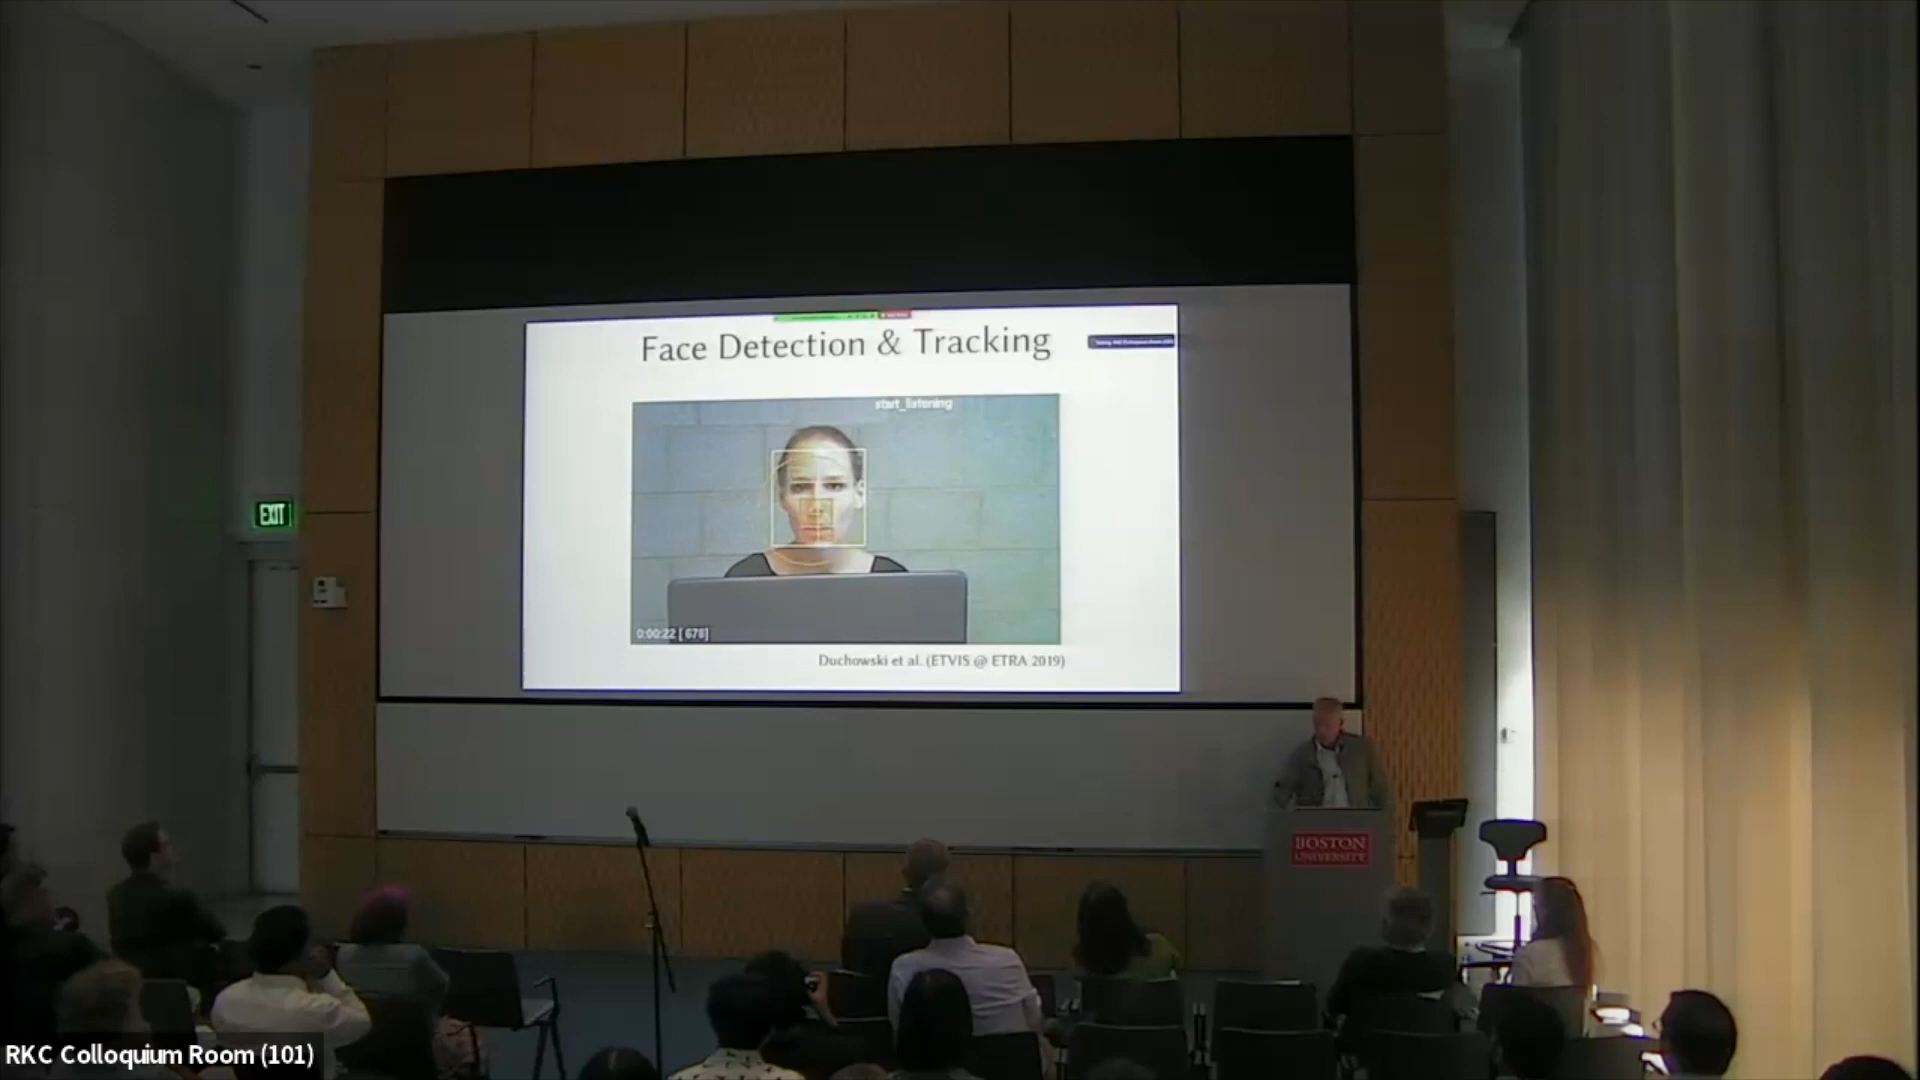 Face Detection & Tracking
start_listening
EXIT
0:00:22 [ 678]
Duchowski et al. (ETVIS @ ETRA 2019)
BOSTON
UNIVERSITY
RKC Colloquium Room (101)